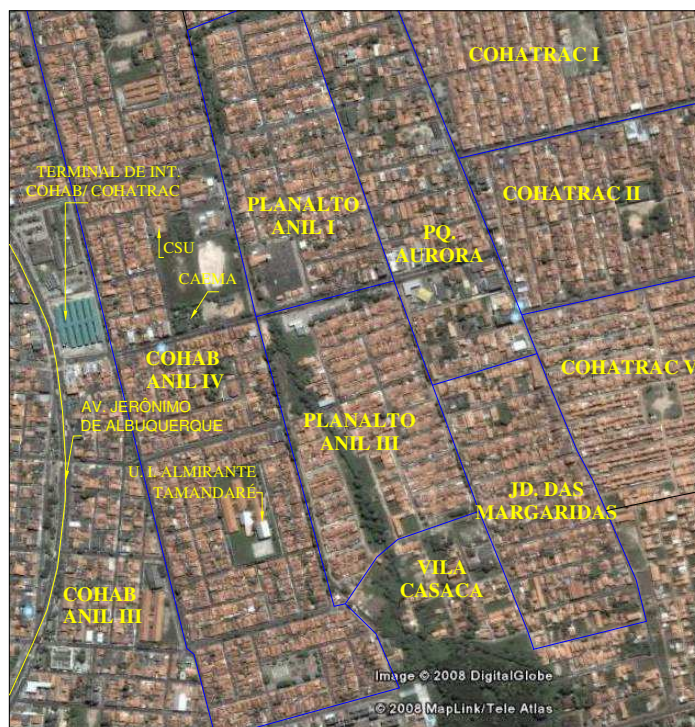 COHATRAC I
TERMINAL DE INT.
COHAB/ COHATRAC
COHATRAC II
PLANALTO
ANIL I
PQ.
AURORA
CSU
CAEMA
COHAB
ANIL IV
COHATRAC V
AV. JERÔNIMO
DE ALBUQUERQUE
PLANALTO
ANIL III
U. I. ALMIRANTE
TAMANDARÉ
JD. DAS
MARGARIDAS
VILA
CASACA
COHAB
ANIL III
Image © 2008 DigitalGlobe
© 2008 MapLink/Tele Atlas